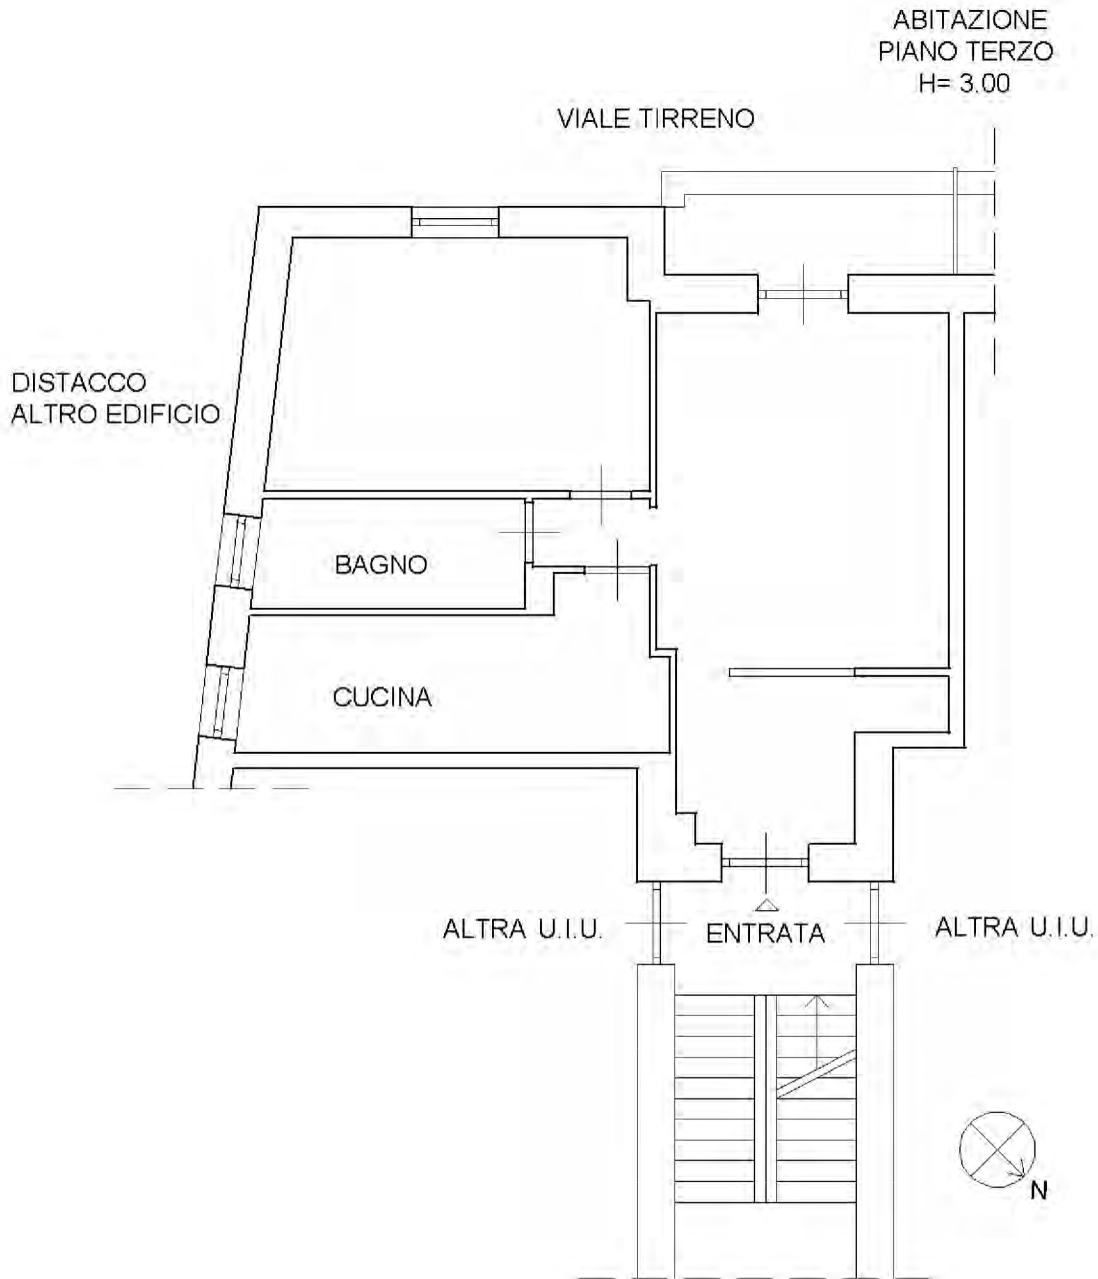 ABITAZIONE
PIANO TERZO
H= 3.00
VIALE TIRRENO
DISTACCO
ALTRO EDIFICIO
BAGNO
CUCINA
ALTRA U.I.U.
ENTRATA
ALTRA U.I.U.
N